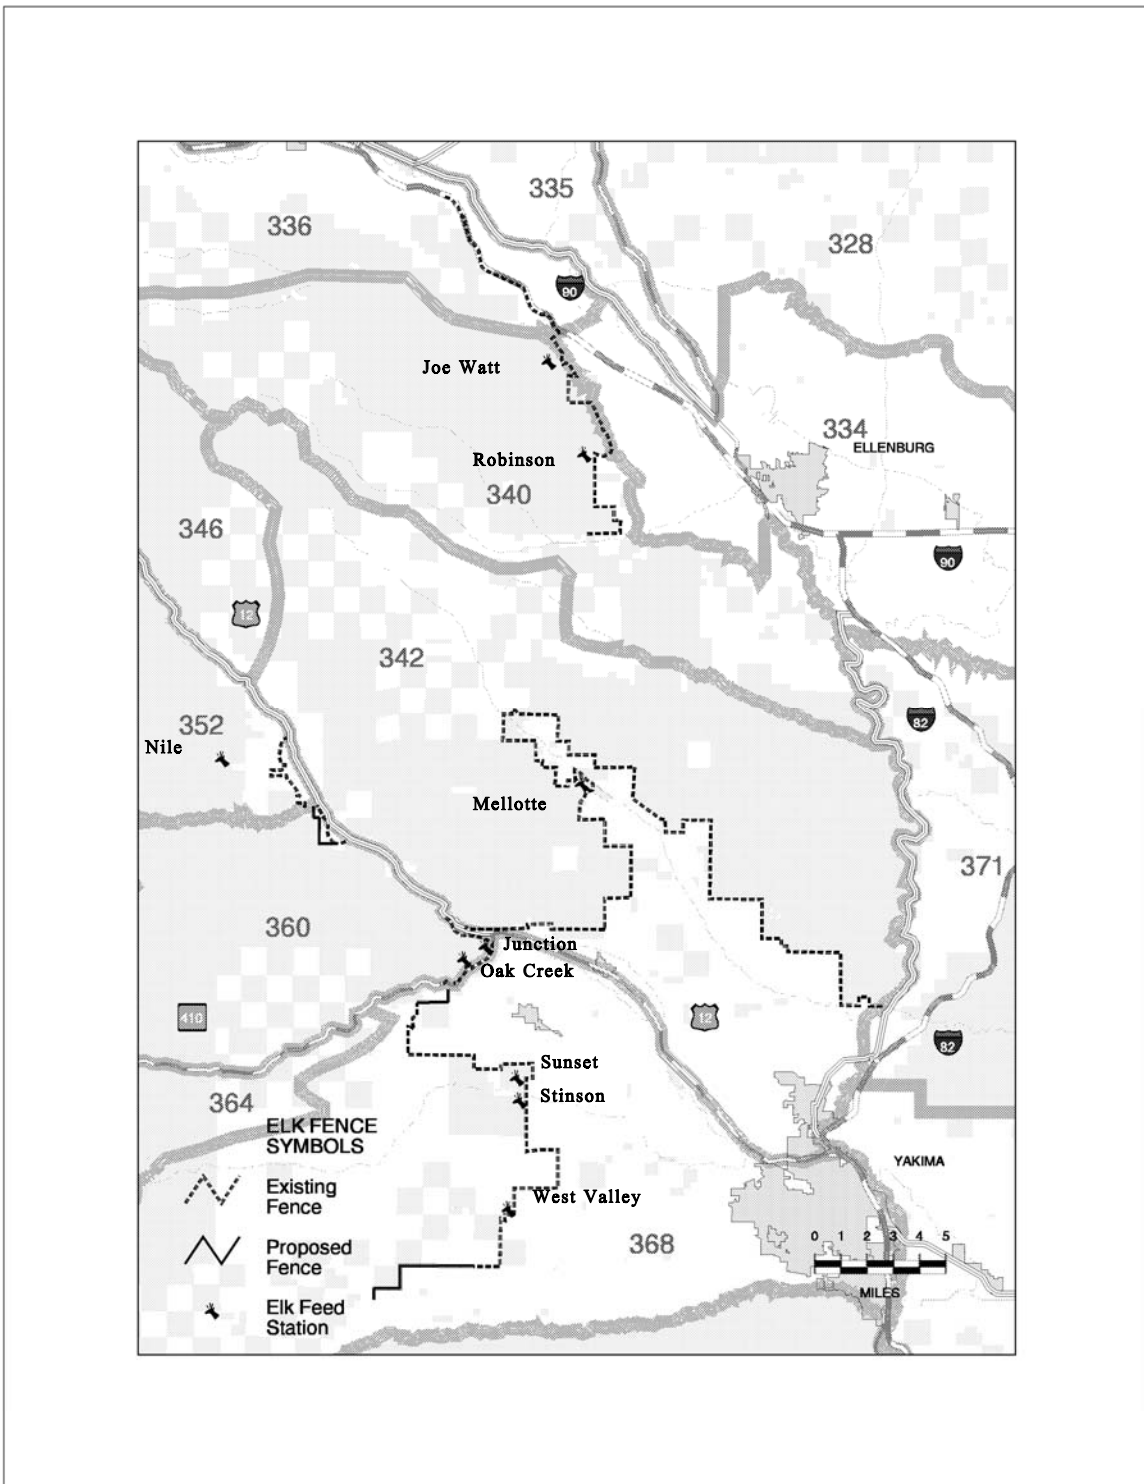 335
336
328
90
Joe Watt
334
ELLENBURG
Robinson
340
346
90
12
342
82
352
Nile
Mellotte
371
360
Junction
Oak Creek
410
12
82
Sunset
364
Stinson
ELK FENCE
SYMBOLS
YAKIMA
Existing
Fence
West Valley
368
0 1 2 3 4 5
Proposed
Fence
MILES
Elk Feed
Station